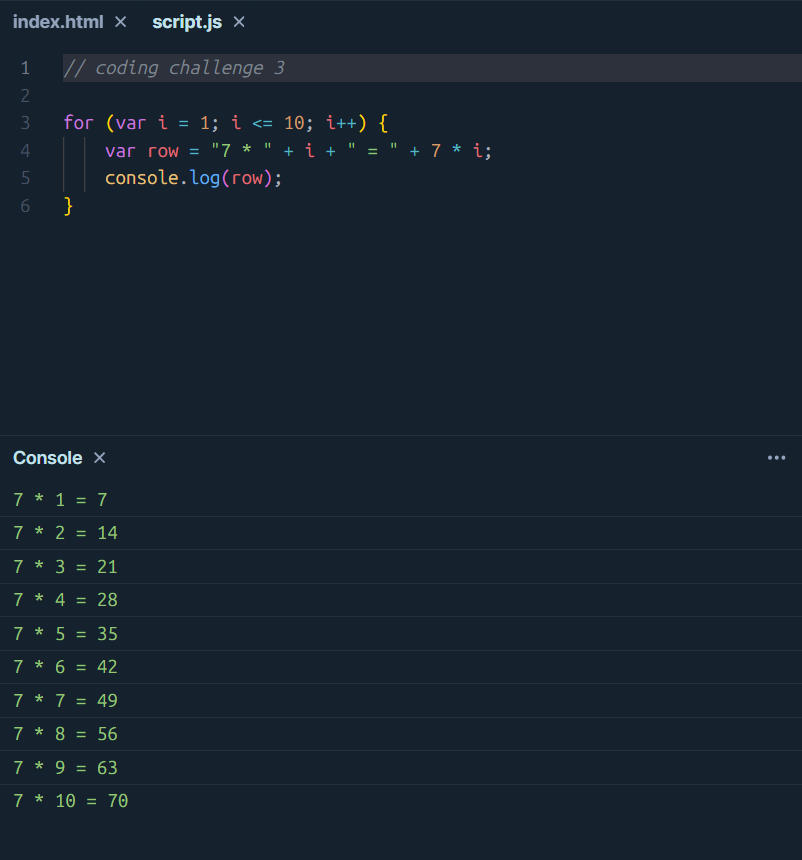 index.html × script.js ×
1 // coding challenge 3
2
3 for (var i = 1; i <= 10; i++) {
4     var row = "7 * " + i + " = " + 7 * i;
5     console.log(row);
6 }
Console × ...
7 * 1 = 7
7 * 2 = 14
7 * 3 = 21
7 * 4 = 28
7 * 5 = 35
7 * 6 = 42
7 * 7 = 49
7 * 8 = 56
7 * 9 = 63
7 * 10 = 70